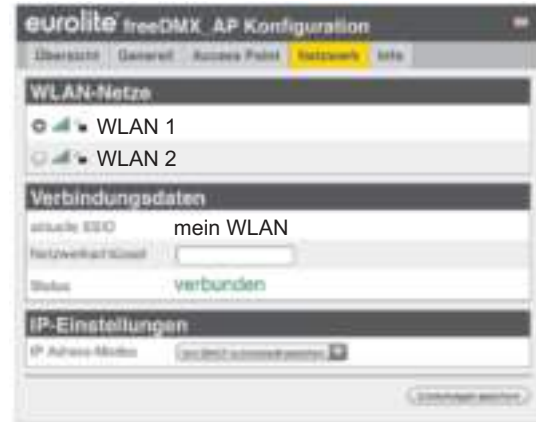 eurolite freeDMX_AP Konfiguration
Übersicht Generell Access Point Netzwerk Info
WLAN-Netze
WLAN 1
WLAN 2
Verbindungsdaten
aktuelle SSID mein WLAN
Netzwerkschlüssel
Status verbunden
IP-Einstellungen
IP Adress-Modus